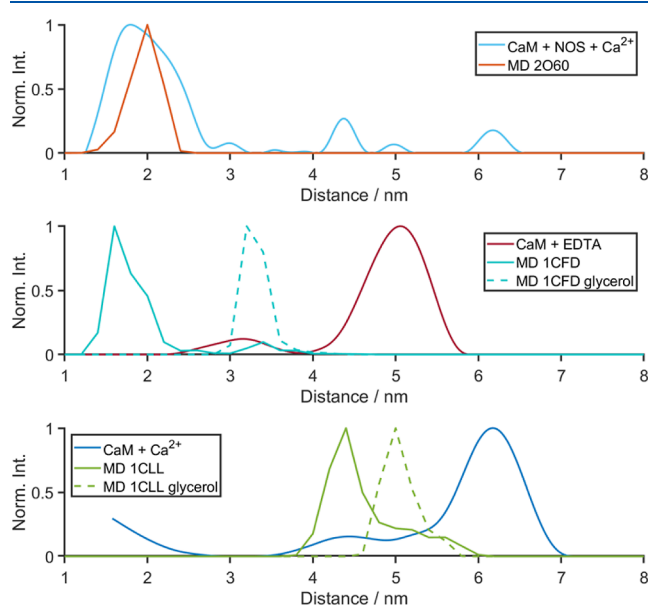 1
CaM + NOS + Ca2+
MD 2O60
0.5
0
Norm. Int.
1 2 3 4 5 6 7 8
Distance / nm
1
CaM + EDTA
MD 1CFD
MD 1CFD glycerol
0.5
0
Norm. Int.
1 2 3 4 5 6 7 8
Distance / nm
1
CaM + Ca2+
MD 1CLL
MD 1CLL glycerol
0.5
0
Norm. Int.
1 2 3 4 5 6 7 8
Distance / nm